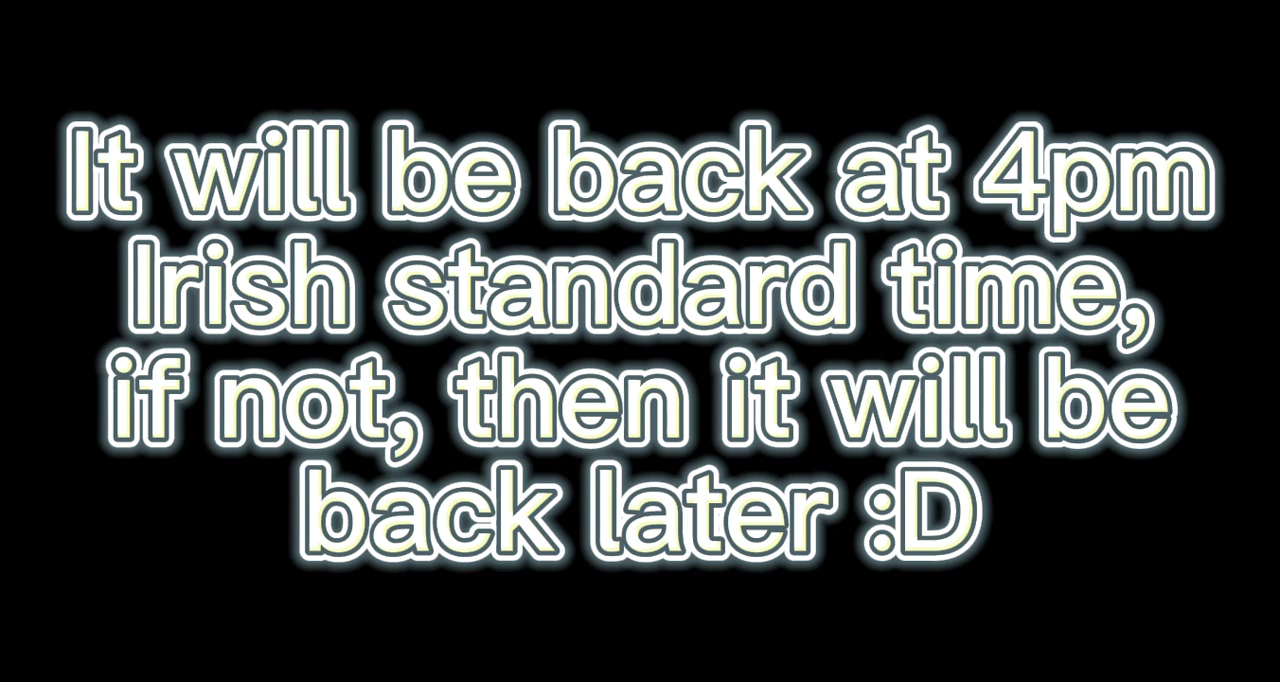 It will be back at 4pm
Irish standard time,
if not, then it will be
back later :D